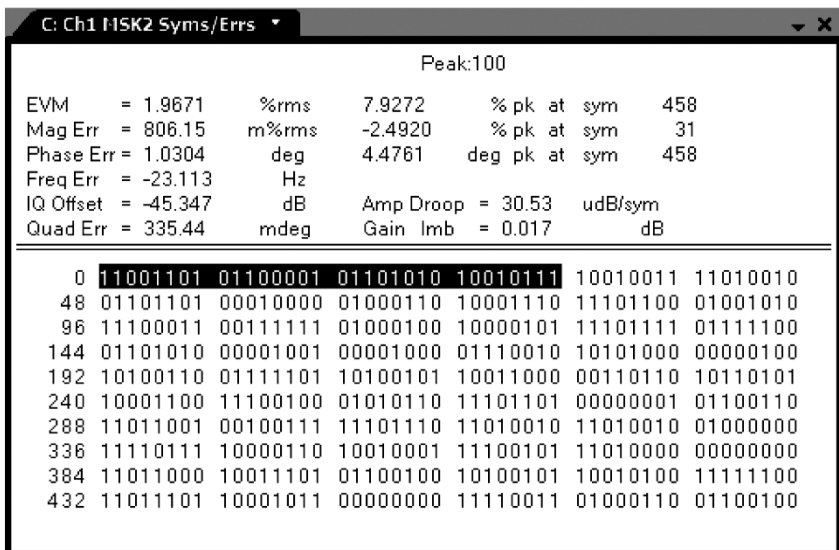 C: Ch1 MSK2 Syms/Errs
Peak:100
EVM = 1.9671 %rms 7.9272 % pk at sym 458
Mag Err = 806.15 m%rms -2.4920 % pk at sym 31
Phase Err = 1.0304 deg 4.4761 deg pk at sym 458
Freq Err = -23.113 Hz
IQ Offset = -45.347 dB Amp Droop = 30.53 udB/sym
Quad Err = 335.44 mdeg Gain Imb = 0.017 dB
0 11001101 01100001 01101010 10010111 10010011 11010010
48 01101101 00010000 01000110 10001110 11101100 01001010
96 11100011 00111111 01000100 10000101 11101111 01111100
144 01101010 00001001 00001000 01110010 10101000 00000100
192 10100110 01111101 10100101 10011000 00110110 10110101
240 10001100 11100100 01010110 11101101 00000001 01100110
288 11011001 00100111 11101110 11010010 11010010 01000000
336 11110111 10000110 10010001 11100101 11010000 00000000
384 11011000 10011101 01100100 10100101 10010100 11111100
432 11011101 10001011 00000000 11110011 01000110 01100100